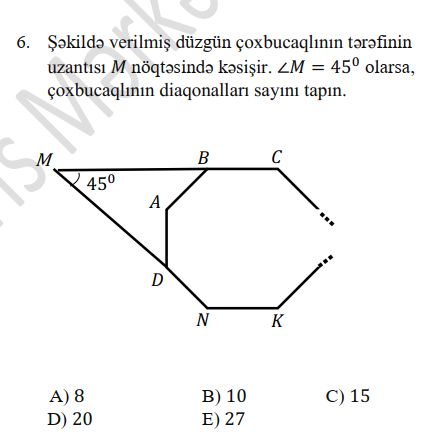 6. Şəkildə verilmiş düzgün çoxbucaqlının tərəfinin
uzantısı M nöqtəsində kəsişir. ∠M = 45⁰ olarsa,
çoxbucaqlının diaqonalları sayını tapın.
M B C
45⁰
A
D
N K
A) 8 B) 10 C) 15
D) 20 E) 27